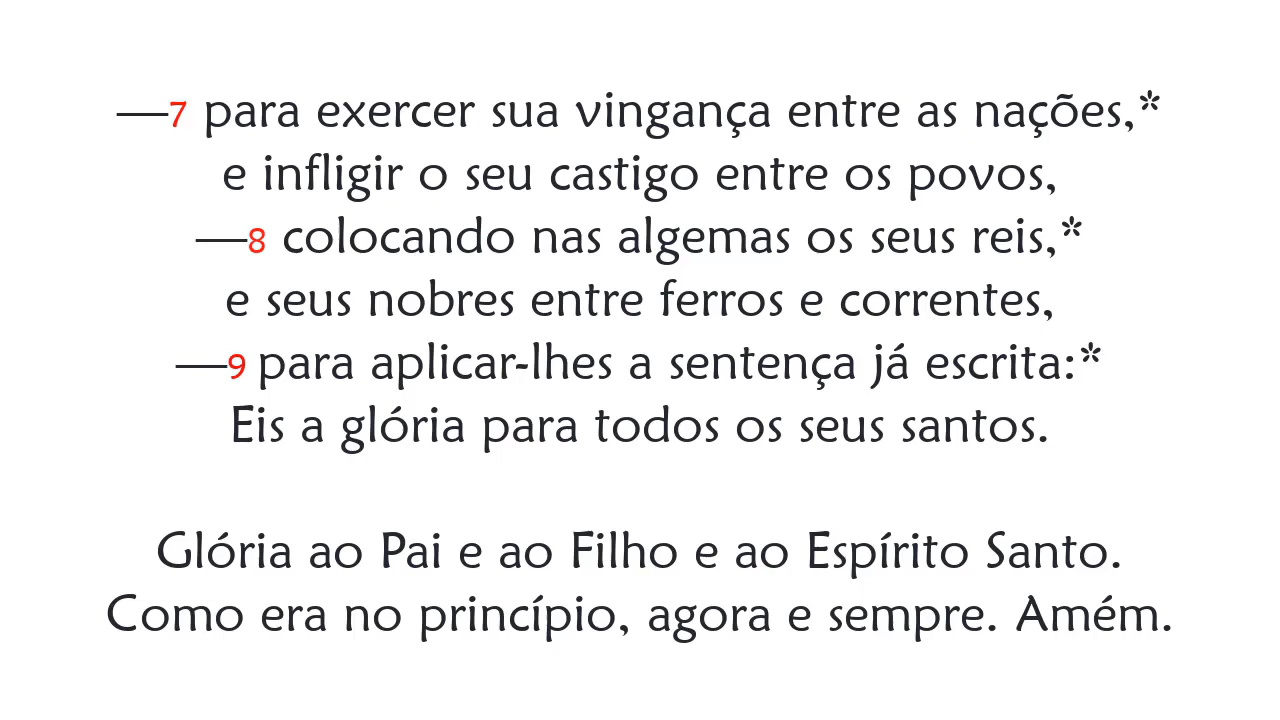 —7 para exercer sua vingança entre as nações,*
e infligir o seu castigo entre os povos,
—8 colocando nas algemas os seus reis,*
e seus nobres entre ferros e correntes,
—9 para aplicar-lhes a sentença já escrita:*
Eis a glória para todos os seus santos.
Glória ao Pai e ao Filho e ao Espírito Santo.
Como era no princípio, agora e sempre. Amém.